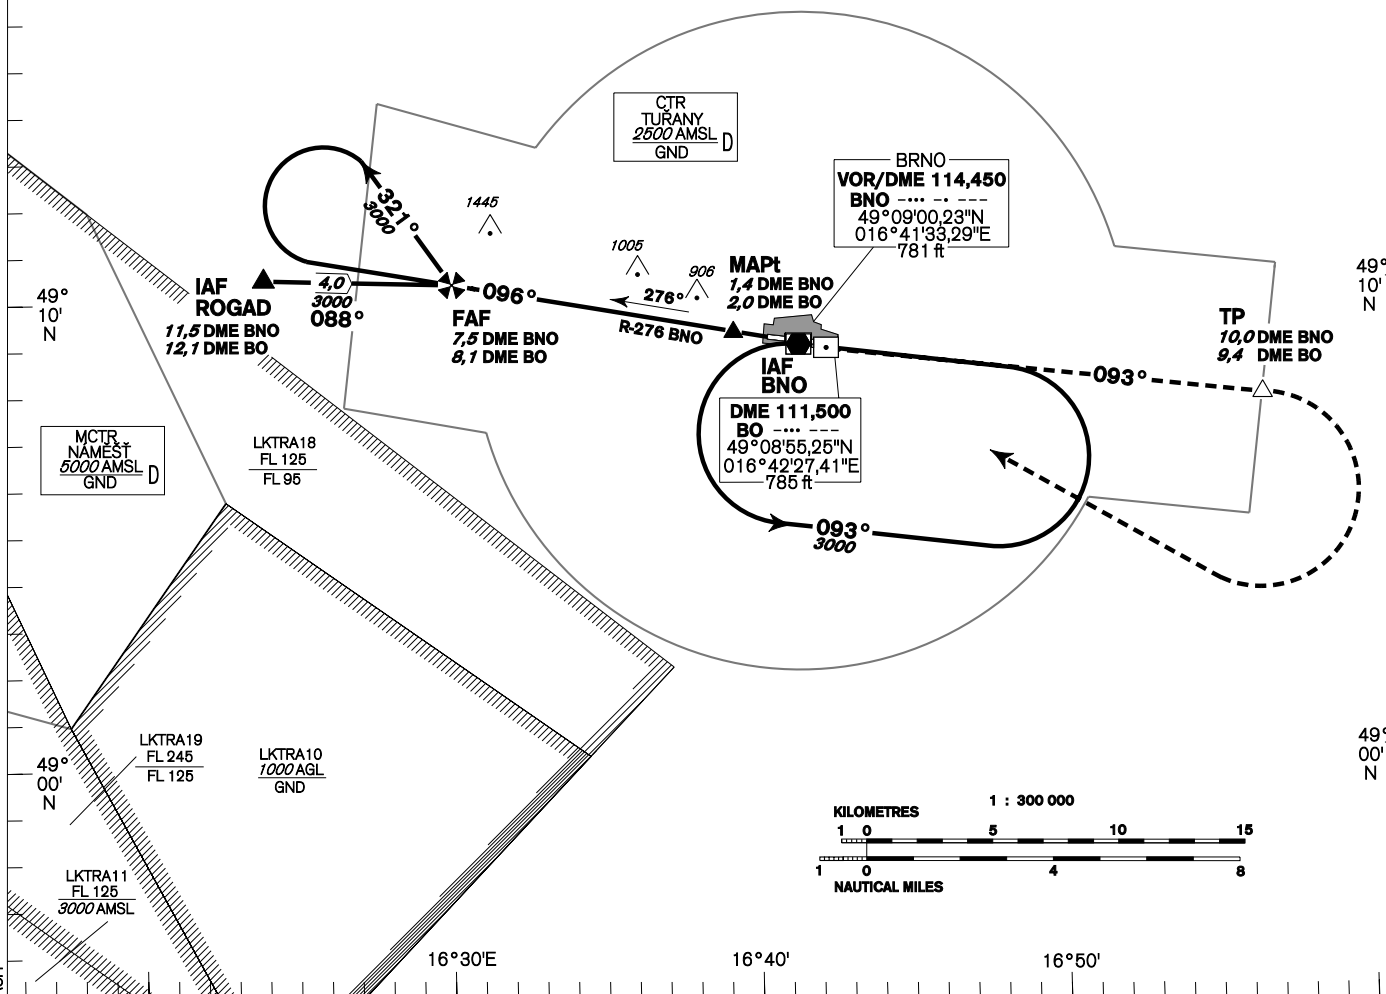 CTR
TUŘANY
2500 AMSL
GND
D
BRNO
VOR/DME 114,450
BNO -··· -· ---
49°09'00,23"N
016°41'33,29"E
781 ft
1445
1005
906
321°
3000
IAF
ROGAD
11,5 DME BNO
12,1 DME BO
4,0
3000
088°
096°
FAF
7,5 DME BNO
8,1 DME BO
276°
R-276 BNO
MAPt
1,4 DME BNO
2,0 DME BO
49°
10'
N
49°
10'
N
TP
10,0 DME BNO
9,4 DME BO
093°
IAF
BNO
DME 111,500
BO -··· ---
49°08'55,25"N
016°42'27,41"E
785 ft
093°
3000
MCTR
NÁMĚŠŤ
5000 AMSL
GND
D
LKTRA18
FL 125
FL 95
LKTRA19
FL 245
FL 125
LKTRA10
1000 AGL
GND
49°
00'
N
49°
00'
N
LKTRA11
FL 125
3000 AMSL
1 : 300 000
KILOMETRES
1 0 5 10 15
1 0 4 8
NAUTICAL MILES
16°30'E
16°40'
16°50'